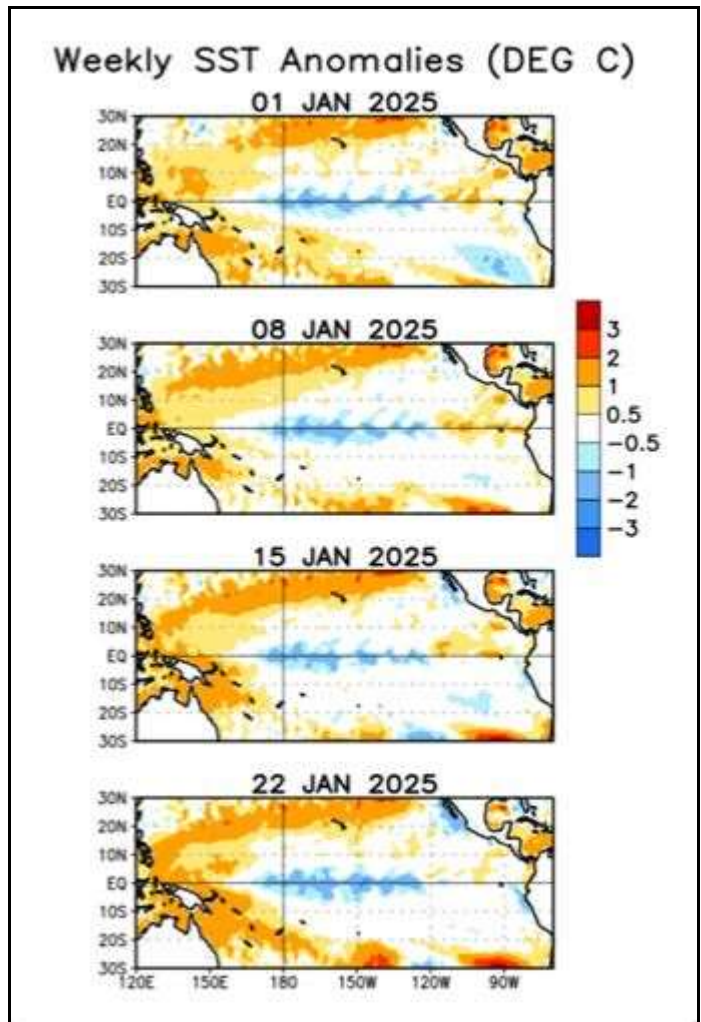 Weekly SST Anomalies (DEG C)
01 JAN 2025
30N
20N
10N
EQ
10S
20S
30S
08 JAN 2025
30N
20N
10N
EQ
10S
20S
30S
3
2
1
0.5
-0.5
-1
-2
-3
15 JAN 2025
30N
20N
10N
EQ
10S
20S
30S
22 JAN 2025
30N
20N
10N
EQ
10S
20S
30S
120E 150E 180 150W 120W 90W